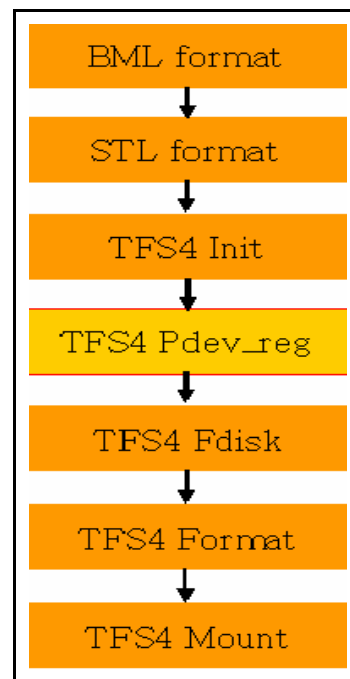 BML format
STL format
TFS4 Init
TFS4 Pdev_reg
TFS4 Fdisk
TFS4 Format
TFS4 Mount